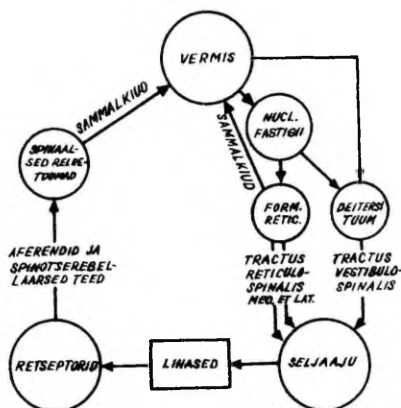 VERMIS
SAMMALKIUD
NUCL.
FASTIGII
SAMMALKIUD
SPINAAL-
SED RELEE-
TUUMAD
FORM.
RETIC.
DEITERSI
TUUM
AFERENDID JA
SPINOTSEREBEL-
LAARSED TEED
TRACTUS
RETICULO-
SPINALIS
MED. ET LAT.
TRACTUS
VESTIBULO-
SPINALIS
RETSEPTORID
LIHASED
SELJAAJU